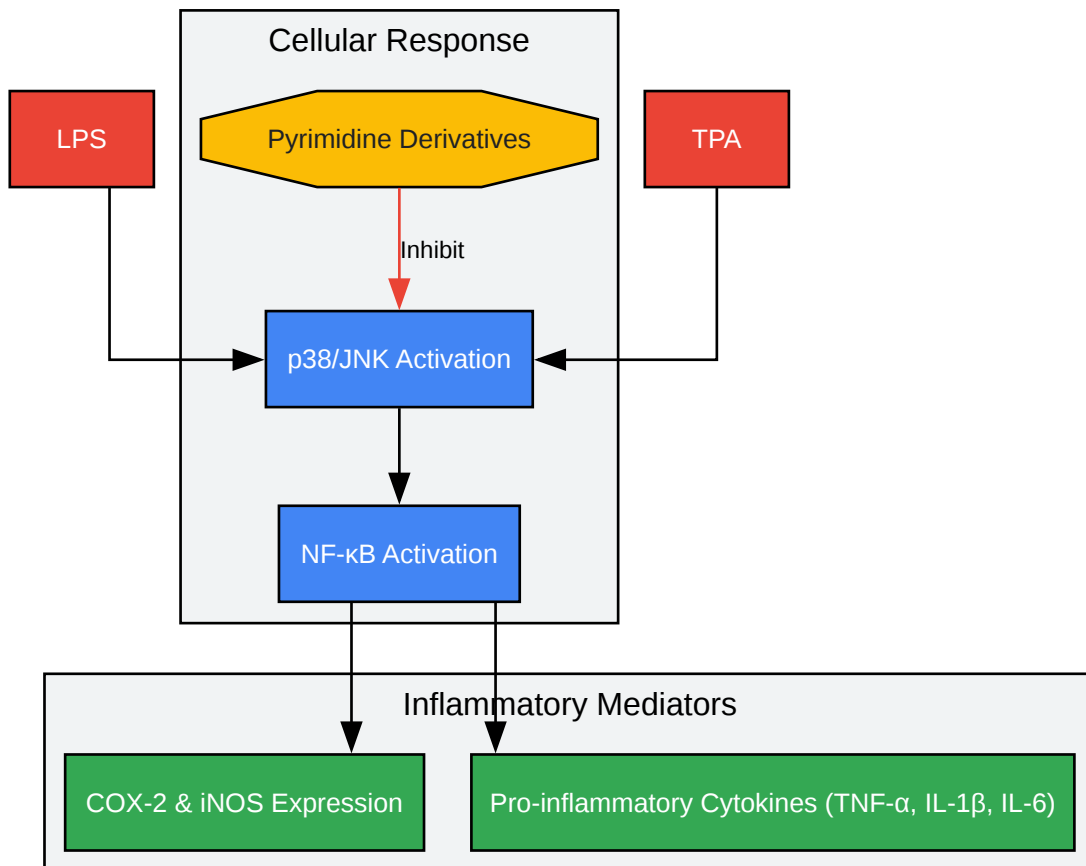 Cellular Response
LPS
Pyrimidine Derivatives
TPA
Inhibit
p38/JNK Activation
NF-κB Activation
Inflammatory Mediators
COX-2 & iNOS Expression
Pro-inflammatory Cytokines (TNF-α, IL-1β, IL-6)